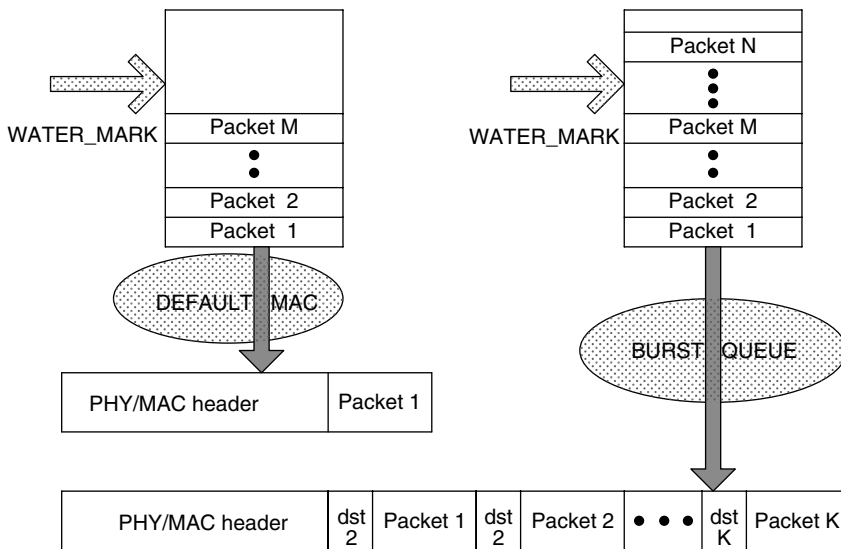 Packet N
WATER_MARK
Packet M
Packet 2
Packet 1
DEFAULT MAC
PHY/MAC header
Packet 1
WATER_MARK
Packet M
Packet 2
Packet 1
BURST QUEUE
PHY/MAC header
dst
2
Packet 1
dst
2
Packet 2
dst
K
Packet K